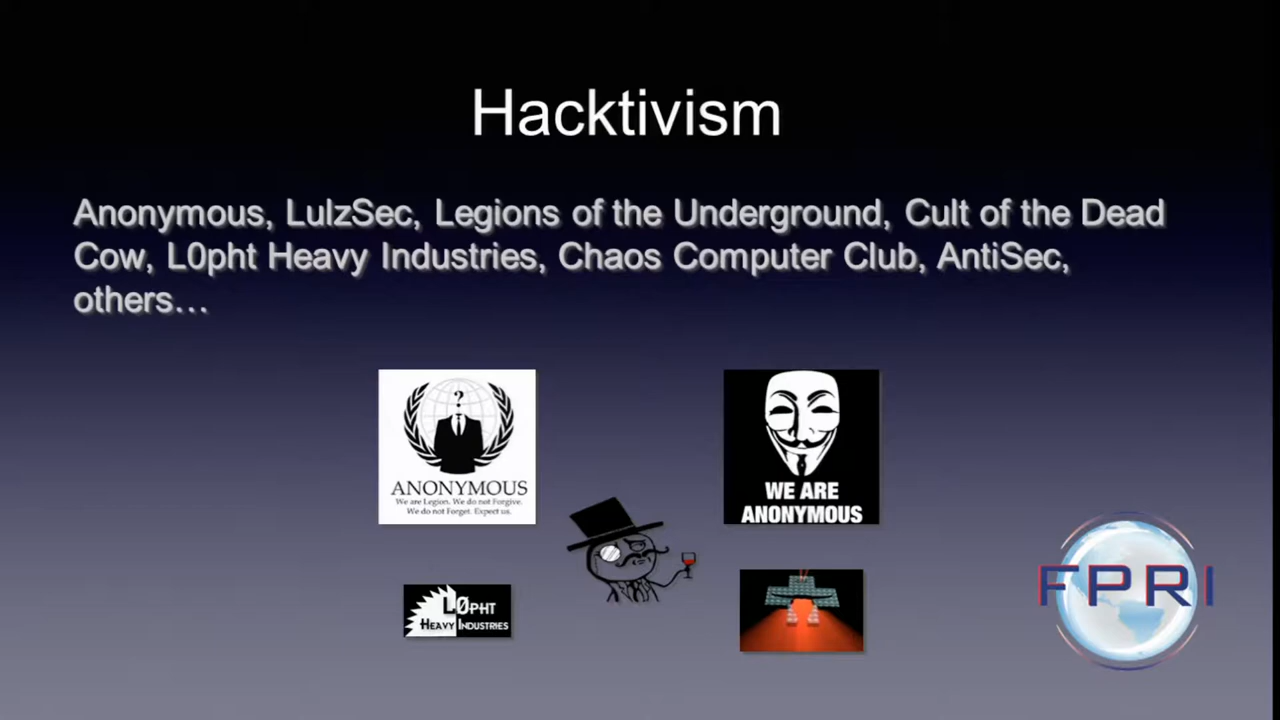 Hacktivism
Anonymous, LulzSec, Legions of the Underground, Cult of the Dead
Cow, L0pht Heavy Industries, Chaos Computer Club, AntiSec,
others…
?
ANONYMOUS
We are Legion. We do not Forgive.
We do not Forget. Expect us.
WE ARE
ANONYMOUS
L0PHT
HEAVY INDUSTRIES
FPRI